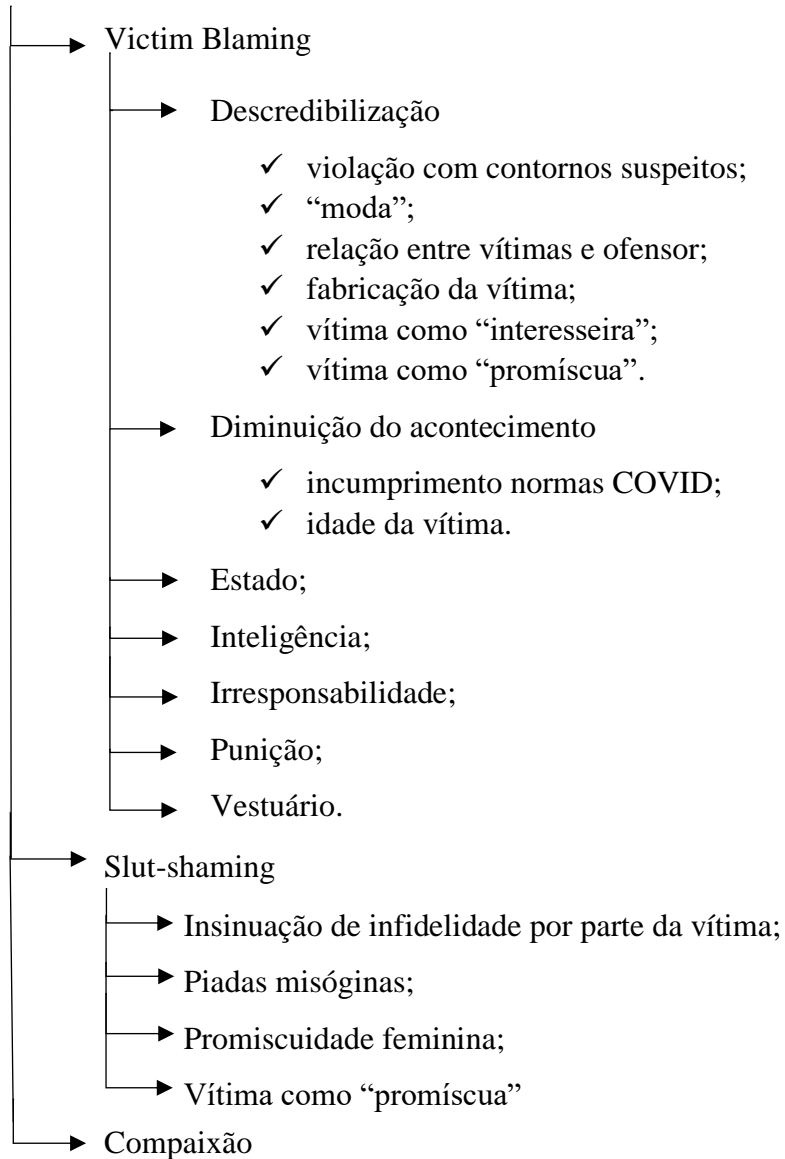 Victim Blaming
Descredibilização
✓ violação com contornos suspeitos;
✓ “moda”;
✓ relação entre vítimas e ofensor;
✓ fabricação da vítima;
✓ vítima como “interesseira”;
✓ vítima como “promíscua”.
Diminuição do acontecimento
✓ incumprimento normas COVID;
✓ idade da vítima.
Estado;
Inteligência;
Irresponsabilidade;
Punição;
Vestuário.
Slut-shaming
Insinuação de infidelidade por parte da vítima;
Piadas misóginas;
Promiscuidade feminina;
Vítima como “promíscua”
Compaixão